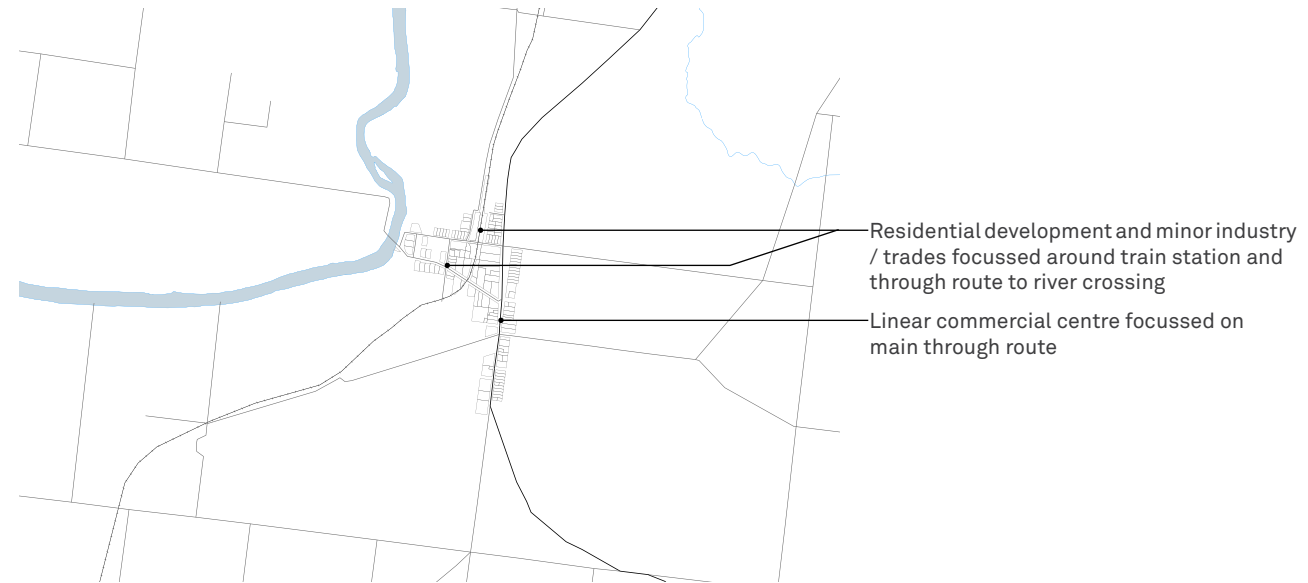 Residential development and minor industry
/ trades focussed around train station and
through route to river crossing
Linear commercial centre focussed on
main through route